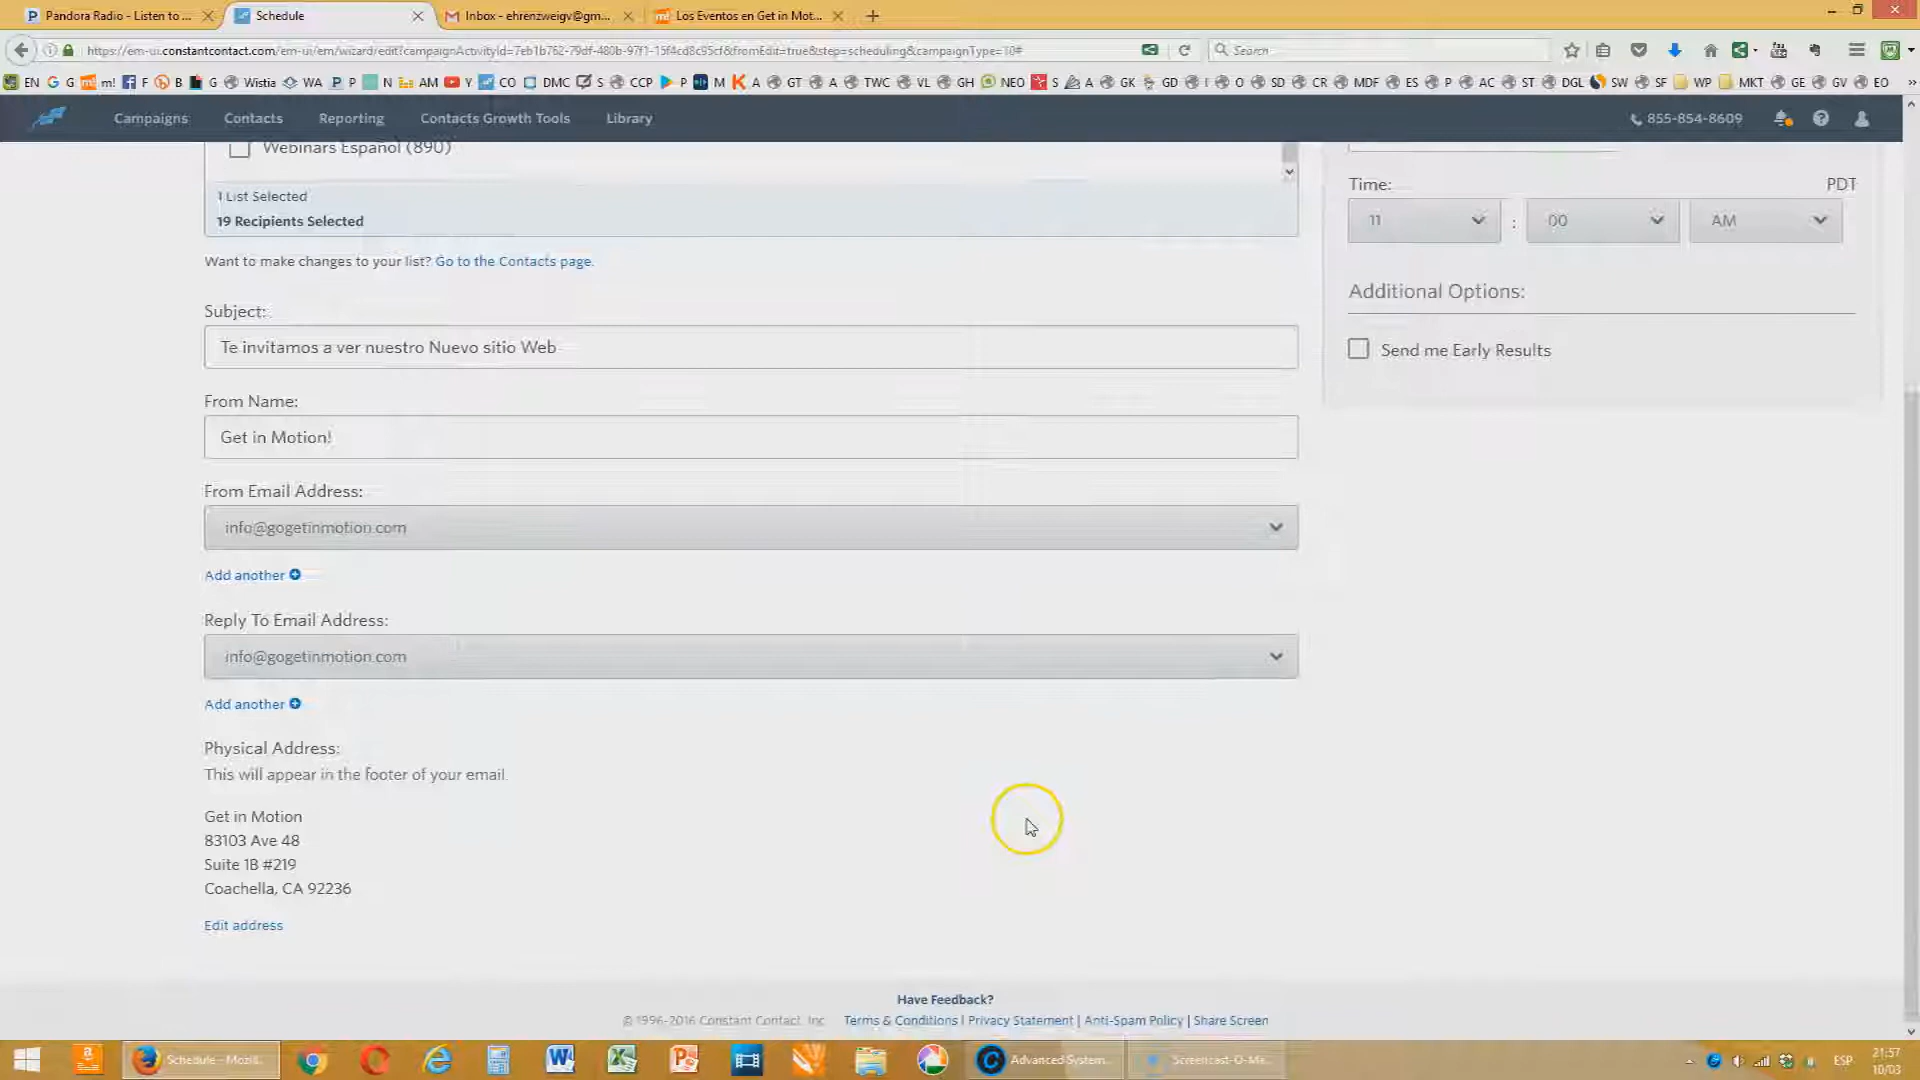 Pandora Radio - Listen to ...
Schedule
Inbox - ehrenzweigv@gm...
Los Eventos en Get in Mot...
https://em-ui.constantcontact.com/em-ui/em/wizard/edit?campaignActivityId=7eb1b762-79df-480b-97f1-15f4cd8c95cf&fromEdit=true&step=scheduling&campaignType=10#
Search
EN G G m! F B G Wistia WA P P N AM Y CO DMC S CCP P M K A GT A TWC VL GH NEO S A GK GD I O SD CR MDF ES P AC ST DGL SW SF WP MKT GE GV EO
Campaigns Contacts Reporting Contacts Growth Tools Library 855-854-8609
Webinars Español (890)
1 List Selected
19 Recipients Selected
Want to make changes to your list? Go to the Contacts page.
Time: PDT
11 : 00 AM
Additional Options:
Send me Early Results
Subject:
Te invitamos a ver nuestro Nuevo sitio Web
From Name:
Get in Motion!
From Email Address:
info@gogetinmotion.com
Add another
Reply To Email Address:
info@gogetinmotion.com
Add another
Physical Address:
This will appear in the footer of your email.
Get in Motion
83103 Ave 48
Suite 1B #219
Coachella, CA 92236
Edit address
Have Feedback?
© 1996-2016 Constant Contact, Inc. Terms & Conditions | Privacy Statement | Anti-Spam Policy | Share Screen
Schedule - Mozil...
Advanced System...
Screencast-O-Ma...
ESP
21:57
10/03